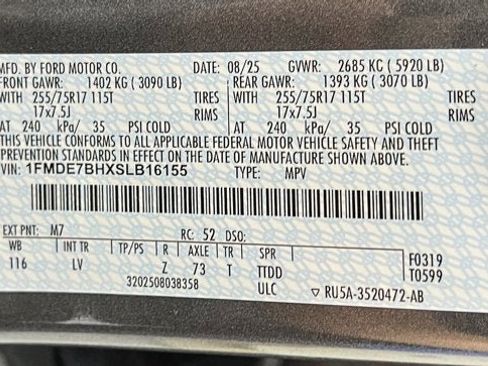 MFD. BY FORD MOTOR CO. DATE: 08/25 GVWR: 2685 KG ( 5920 LB)
FRONT GAWR: 1402 KG ( 3090 LB) REAR GAWR: 1393 KG ( 3070 LB)
WITH 255/75R17 115T TIRES WITH 255/75R17 115T TIRES
17x7.5J RIMS 17x7.5J RIMS
AT 240 kPa/ 35 PSI COLD AT 240 kPa/ 35 PSI COLD
THIS VEHICLE CONFORMS TO ALL APPLICABLE FEDERAL MOTOR VEHICLE SAFETY AND THEFT
PREVENTION STANDARDS IN EFFECT ON THE DATE OF MANUFACTURE SHOWN ABOVE.
VIN: 1FMDE7BHXSLB16155 TYPE: MPV
EXT PNT: M7 RC: 52 DSO: F0319
WB INT TR TP/PS R AXLE TR SPR T0599
116 LV Z 73 T TTDD
3202508038358 ULC ▽ RU5A-3520472-AB